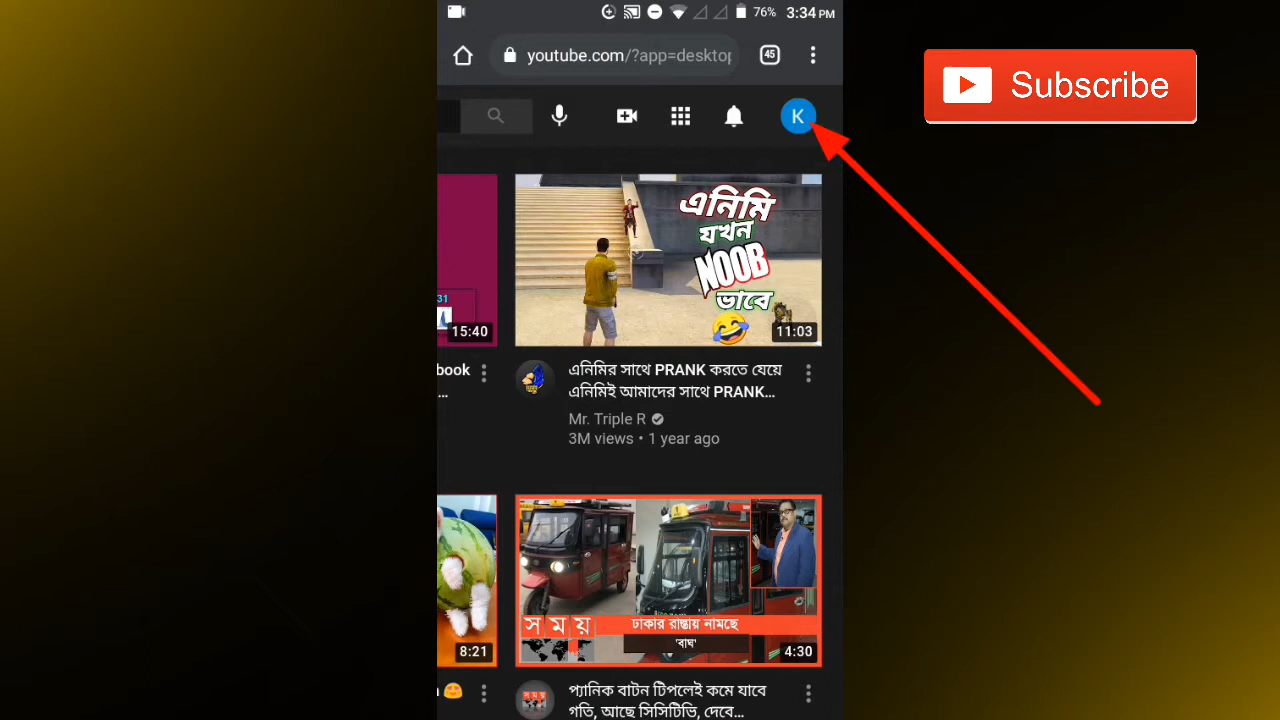 76% 3:34 PM
youtube.com/?app=desktop
45
Subscribe
K
এনিমি
যখন
NOOB
ভাবে
31
15:40
11:03
book
...
এনিমির সাথে PRANK করতে যেয়ে
এনিমিই আমাদের সাথে PRANK...
Mr. Triple R
3M views • 1 year ago
সময়
ঢাকার রাস্তায় নামছে
'বাঘ'
8:21
4:30
সময়
প্যানিক বাটন টিপলেই কমে যাবে
গতি, আছে সিসিটিভি, দেবে...